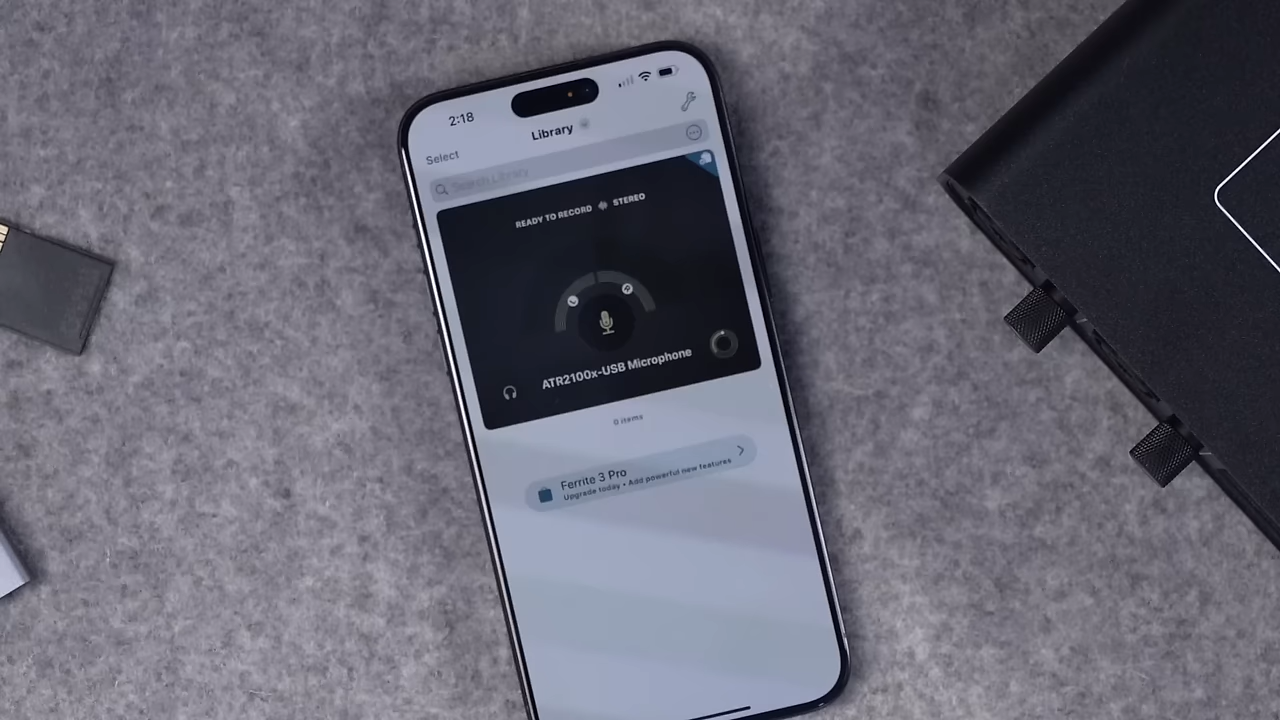 2:18
Library
Select
Search Library
READY TO RECORD STEREO
ATR2100x-USB Microphone
0 items
Ferrite 3 Pro
Upgrade today • Add powerful new features